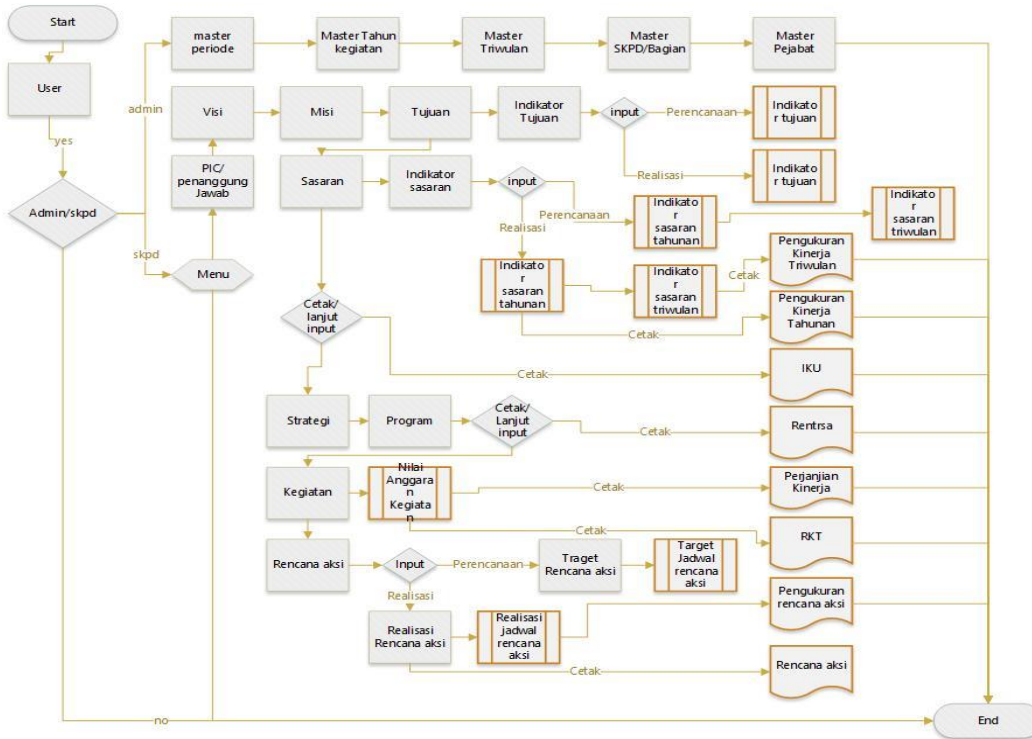 Start
master
periode
Master Tahun
kegiatan
Master
Triwulan
Master
SKPD/Bagian
Master
Pejabat
User
admin
Visi
Misi
Tujuan
Indikator
Tujuan
input
Perencanaan
Indikato
r tujuan
yes
PIC/
penanggung
Jawab
Sasaran
Indikator
sasaran
input
Realisasi
Indikato
r tujuan
Admin/skpd
Perencanaan
Realisasi
Indikato
r
sasaran
tahunan
Indikato
r
sasaran
triwulan
skpd
Menu
Indikato
r
sasaran
tahunan
Indikato
r
sasaran
triwulan
Cetak
Pengukuran
Kinerja
Triwulan
Cetak/
lanjut
input
Cetak
Pengukuran
Kinerja
Tahunan
Cetak
IKU
Strategi
Program
Cetak/
Lanjut
input
Cetak
Rentrsa
Kegiatan
Nilai
Anggara
n
Kegiata
n
Cetak
Perjanjian
Kinerja
Cetak
RKT
Rencana aksi
Input
Perencanaan
Traget
Rencana aksi
Target
Jadwal
rencana
aksi
Realisasi
Realisasi
Rencana aksi
Realisasi
jadwal
rencana
aksi
Pengukuran
rencana aksi
Cetak
Rencana aksi
no
End